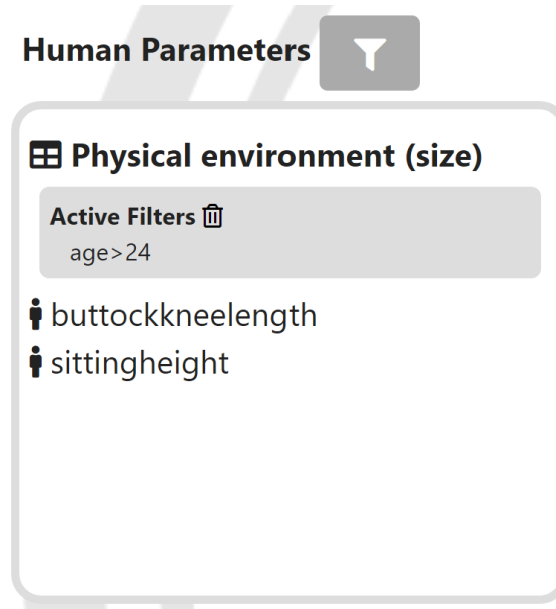 Human Parameters
Physical environment (size)
Active Filters
age>24
buttockkneelength
sittingheight